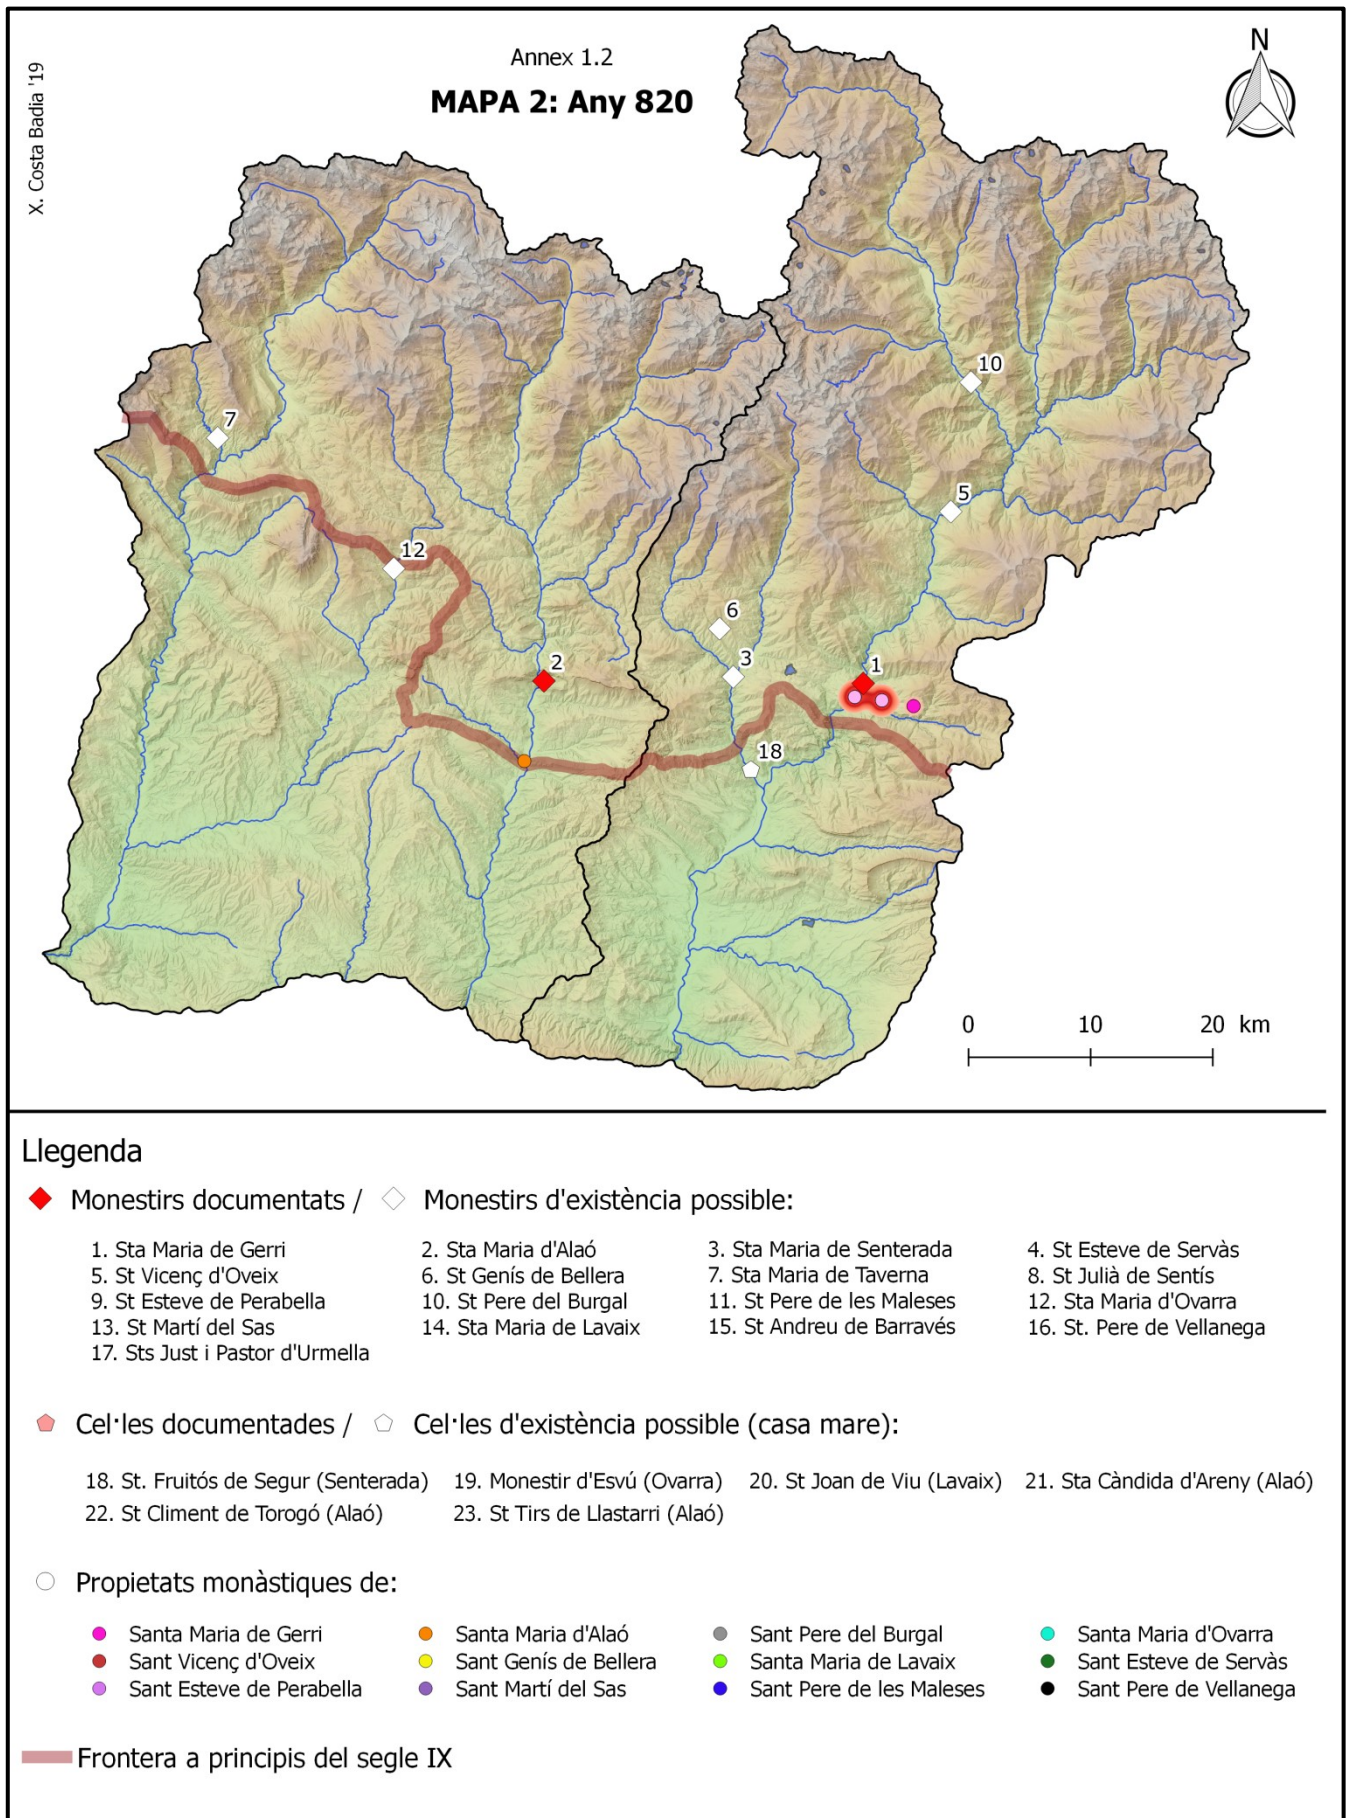 Annex 1.2
MAPA 2: Any 820
X. Costa Badia '19
N
10
7
5
12
6
2
3
1
18
0 10 20 km
Llegenda
Monestirs documentats / Monestirs d'existència possible:
1. Sta Maria de Gerri 2. Sta Maria d'Alaó 3. Sta Maria de Senterada 4. St Esteve de Servàs
5. St Vicenç d'Oveix 6. St Genís de Bellera 7. Sta Maria de Taverna 8. St Julià de Sentís
9. St Esteve de Perabella 10. St Pere del Burgal 11. St Pere de les Maleses 12. Sta Maria d'Ovarra
13. St Martí del Sas 14. Sta Maria de Lavaix 15. St Andreu de Barravés 16. St. Pere de Vellanega
17. Sts Just i Pastor d'Urmella
Cel·les documentades / Cel·les d'existència possible (casa mare):
18. St. Fruitós de Segur (Senterada) 19. Monestir d'Esvú (Ovarra) 20. St Joan de Viu (Lavaix) 21. Sta Càndida d'Areny (Alaó)
22. St Climent de Torogó (Alaó) 23. St Tirs de Llastarri (Alaó)
Propietats monàstiques de:
Santa Maria de Gerri Santa Maria d'Alaó Sant Pere del Burgal Santa Maria d'Ovarra
Sant Vicenç d'Oveix Sant Genís de Bellera Santa Maria de Lavaix Sant Esteve de Servàs
Sant Esteve de Perabella Sant Martí del Sas Sant Pere de les Maleses Sant Pere de Vellanega
Frontera a principis del segle IX